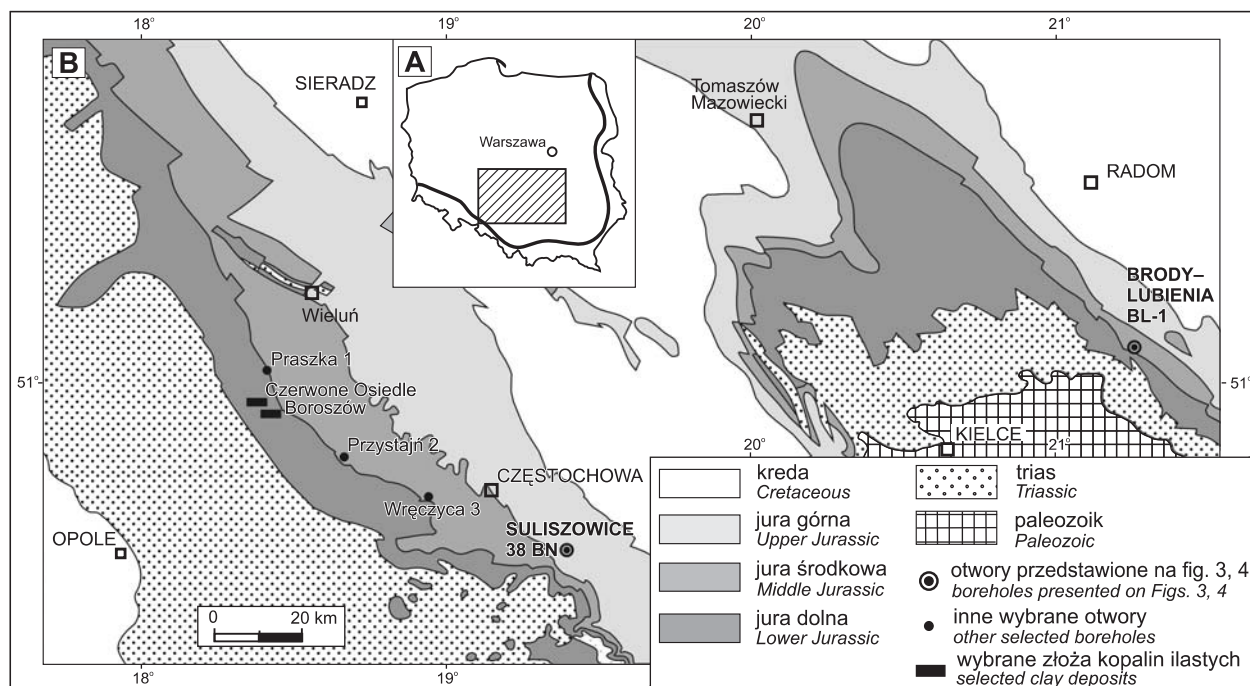 18°
19°
20°
21°
B
A
SIERADZ
Warszawa
Tomaszów
Mazowiecki
RADOM
BRODY–
LUBIENIA
BL-1
Wieluń
Praszka 1
51°
Czerwone Osiedle
Boroszów
51°
Przystajń 2
CZĘSTOCHOWA
Wręczyca 3
SULISZOWICE
38 BN
OPOLE
20°
KIELCE
21°
0
20 km
18°
19°
kreda
Cretaceous
jura górna
Upper Jurassic
jura środkowa
Middle Jurassic
jura dolna
Lower Jurassic
trias
Triassic
paleozoik
Paleozoic
otwory przedstawione na fig. 3, 4
boreholes presented on Figs. 3, 4
inne wybrane otwory
other selected boreholes
wybrane złoża kopalin ilastych
selected clay deposits